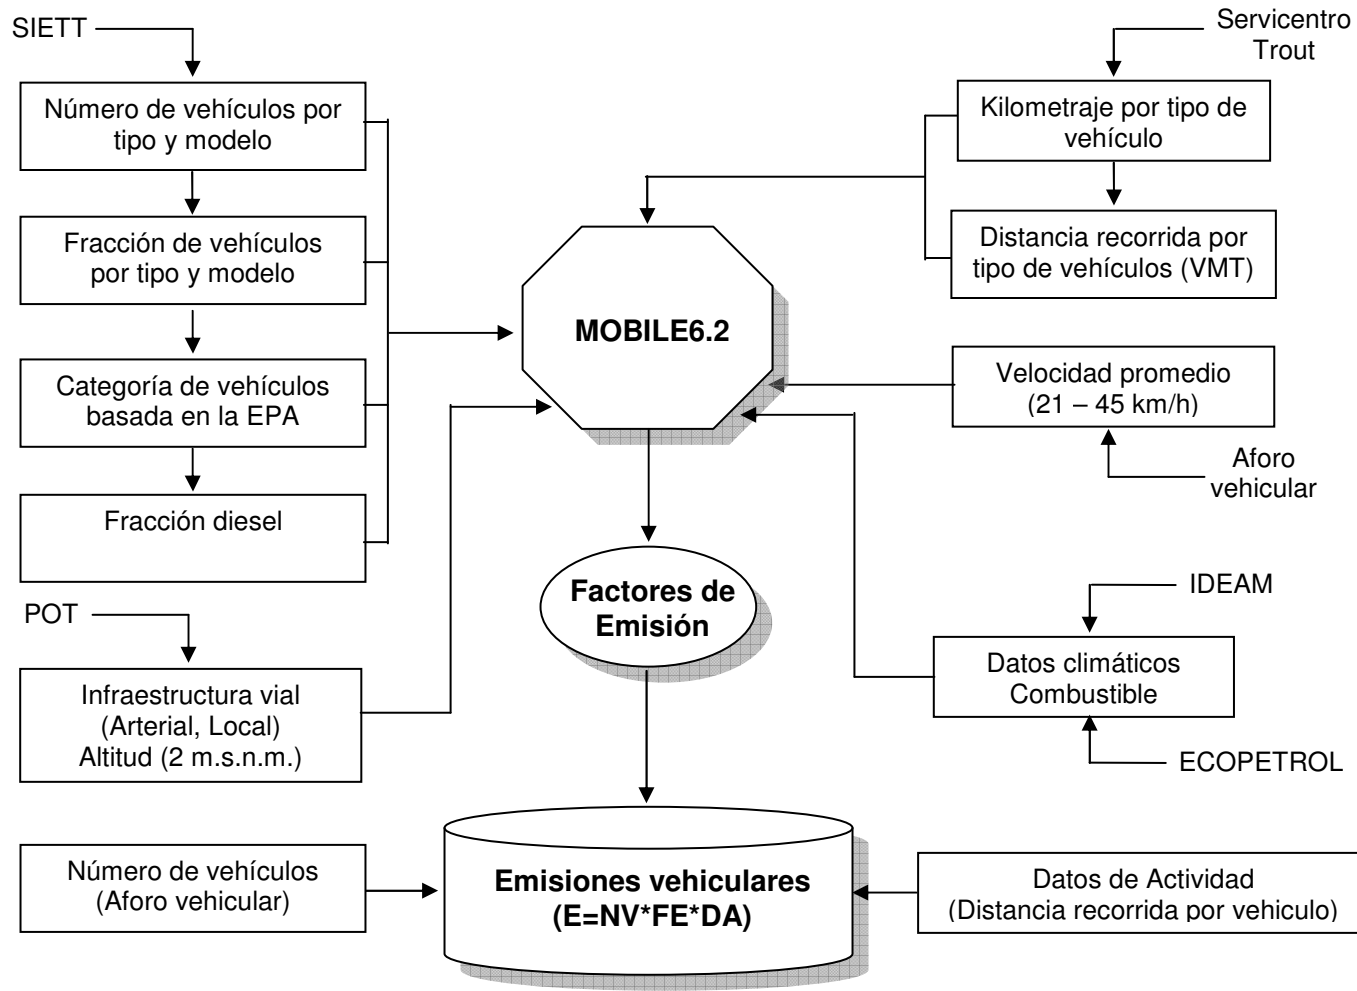 SIETT
Número de vehículos por
tipo y modelo
Fracción de vehículos
por tipo y modelo
Categoría de vehículos
basada en la EPA
Fracción diesel
POT
Infraestructura vial
(Arterial, Local)
Altitud (2 m.s.n.m.)
Número de vehículos
(Aforo vehicular)
MOBILE6.2
Factores de
Emisión
Emisiones vehiculares
(E=NV*FE*DA)
Servicentro
Trout
Kilometraje por tipo de
vehículo
Distancia recorrida por
tipo de vehículos (VMT)
Velocidad promedio
(21 – 45 km/h)
Aforo
vehicular
IDEAM
Datos climáticos
Combustible
ECOPETROL
Datos de Actividad
(Distancia recorrida por vehiculo)